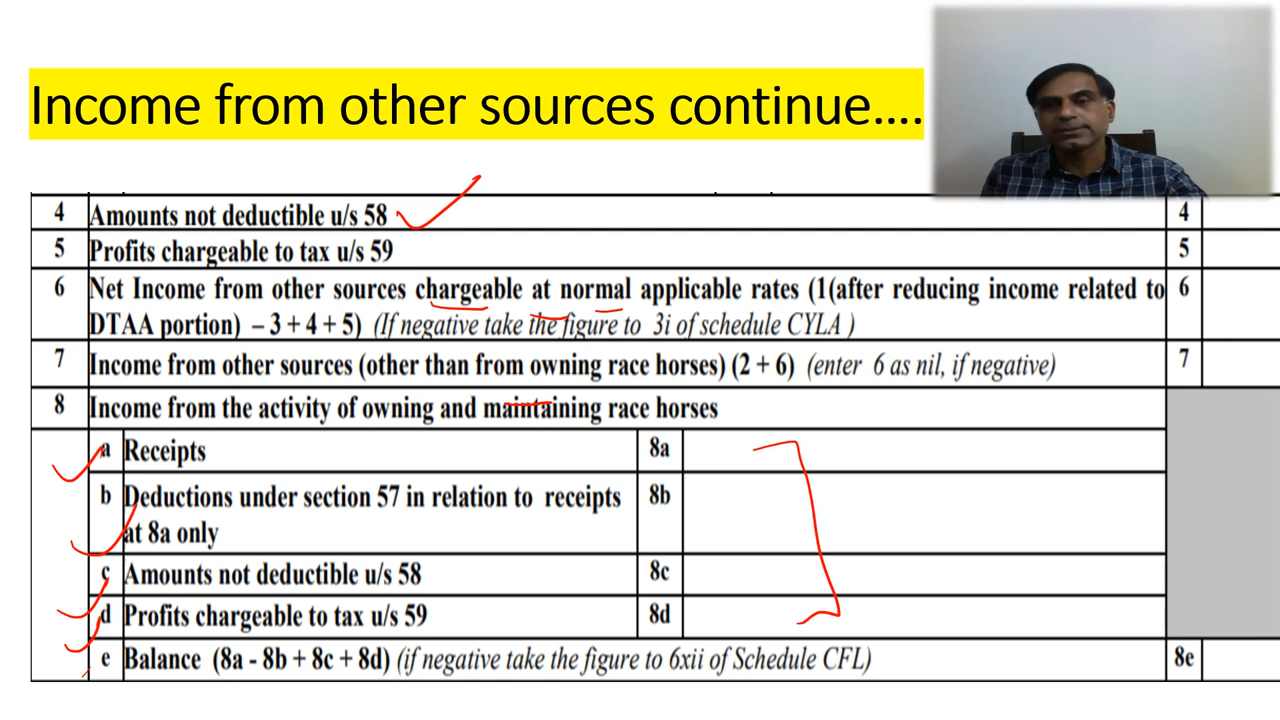 Income from other sources continue....
4 Amounts not deductible u/s 58 4
5 Profits chargeable to tax u/s 59 5
6 Net Income from other sources chargeable at normal applicable rates (1(after reducing income related to 6
DTAA portion) – 3 + 4 + 5) (If negative take the figure to 3i of schedule CYLA )
7 Income from other sources (other than from owning race horses) (2 + 6) (enter 6 as nil, if negative) 7
8 Income from the activity of owning and maintaining race horses
a Receipts 8a
b Deductions under section 57 in relation to receipts 8b
at 8a only
c Amounts not deductible u/s 58 8c
d Profits chargeable to tax u/s 59 8d
e Balance (8a - 8b + 8c + 8d) (if negative take the figure to 6xii of Schedule CFL) 8e